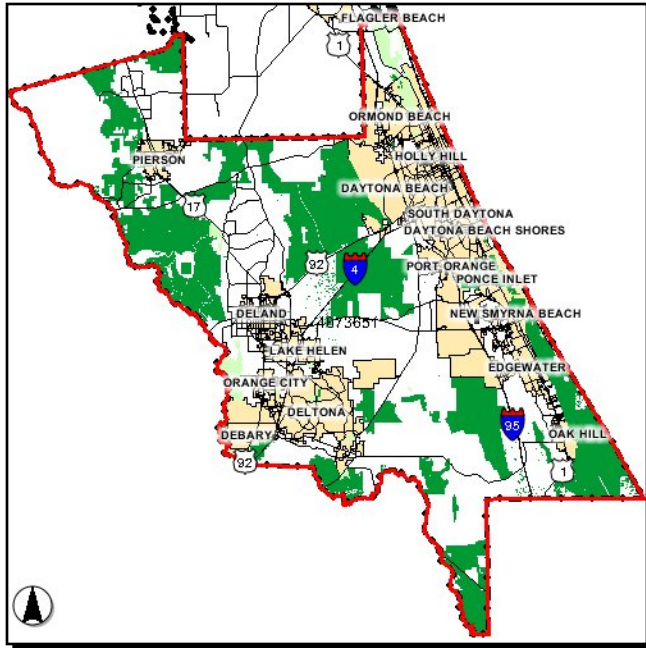 FLAGLER BEACH
1
ORMOND BEACH
HOLLY HILL
PIERSON
DAYTONA BEACH
17
SOUTH DAYTONA
DAYTONA BEACH SHORES
92
4
PORT ORANGE
PONCE INLET
DELAND
4073651
NEW SMYRNA BEACH
LAKE HELEN
EDGEWATER
ORANGE CITY
DELTONA
95
DEBARY
OAK HILL
92
1